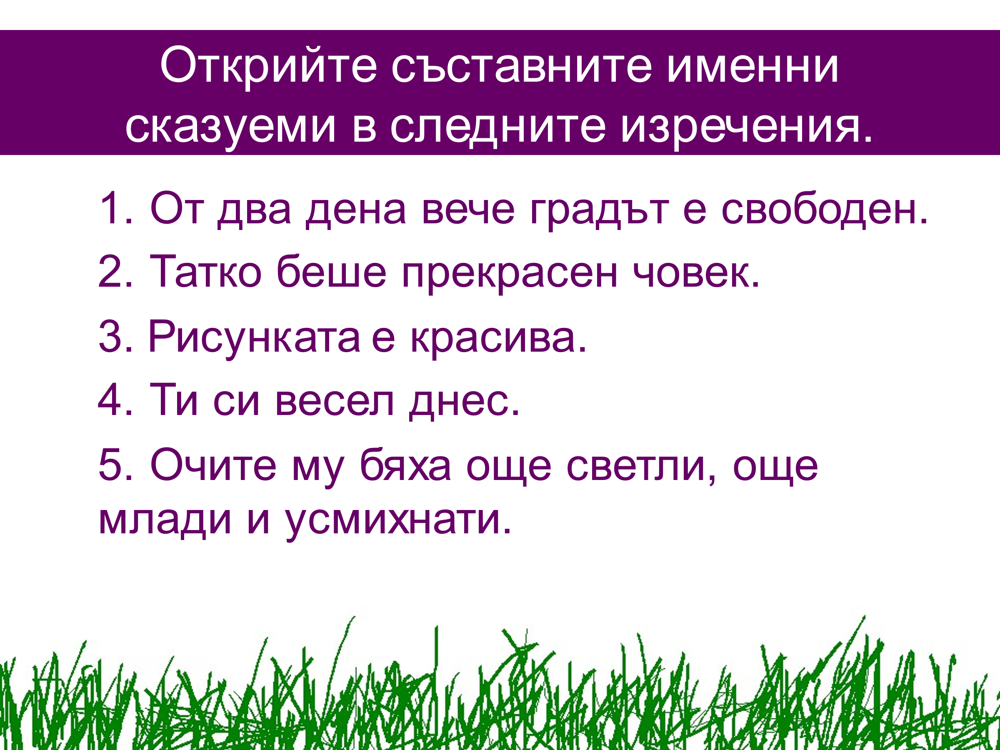 Открийте съставните именни
сказуеми в следните изречения.
1. От два дена вече градът е свободен.
2. Татко беше прекрасен човек.
3. Рисунката е красива.
4. Ти си весел днес.
5. Очите му бяха още светли, още
млади и усмихнати.